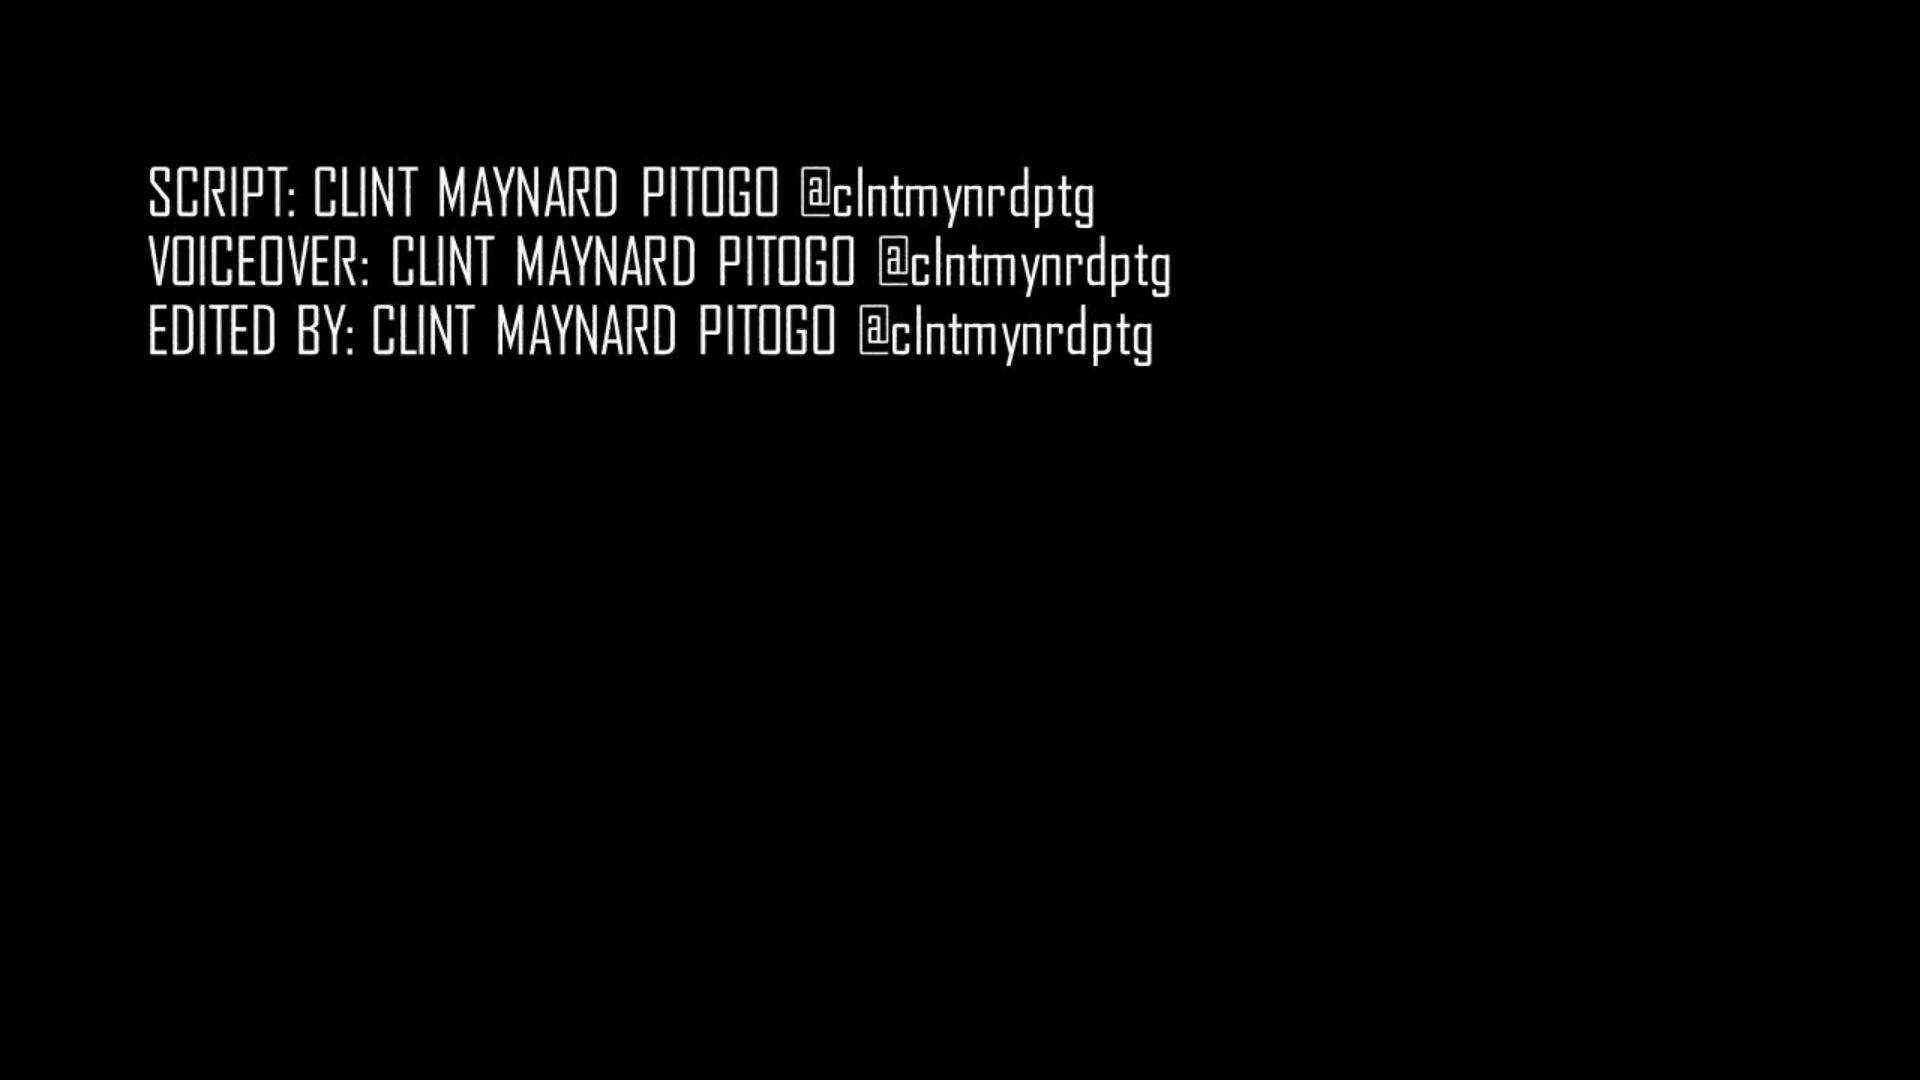 SCRIPT: CLINT MAYNARD PITOGO @clntmynrdptg
VOICEOVER: CLINT MAYNARD PITOGO @clntmynrdptg
EDITED BY: CLINT MAYNARD PITOGO @clntmynrdptg